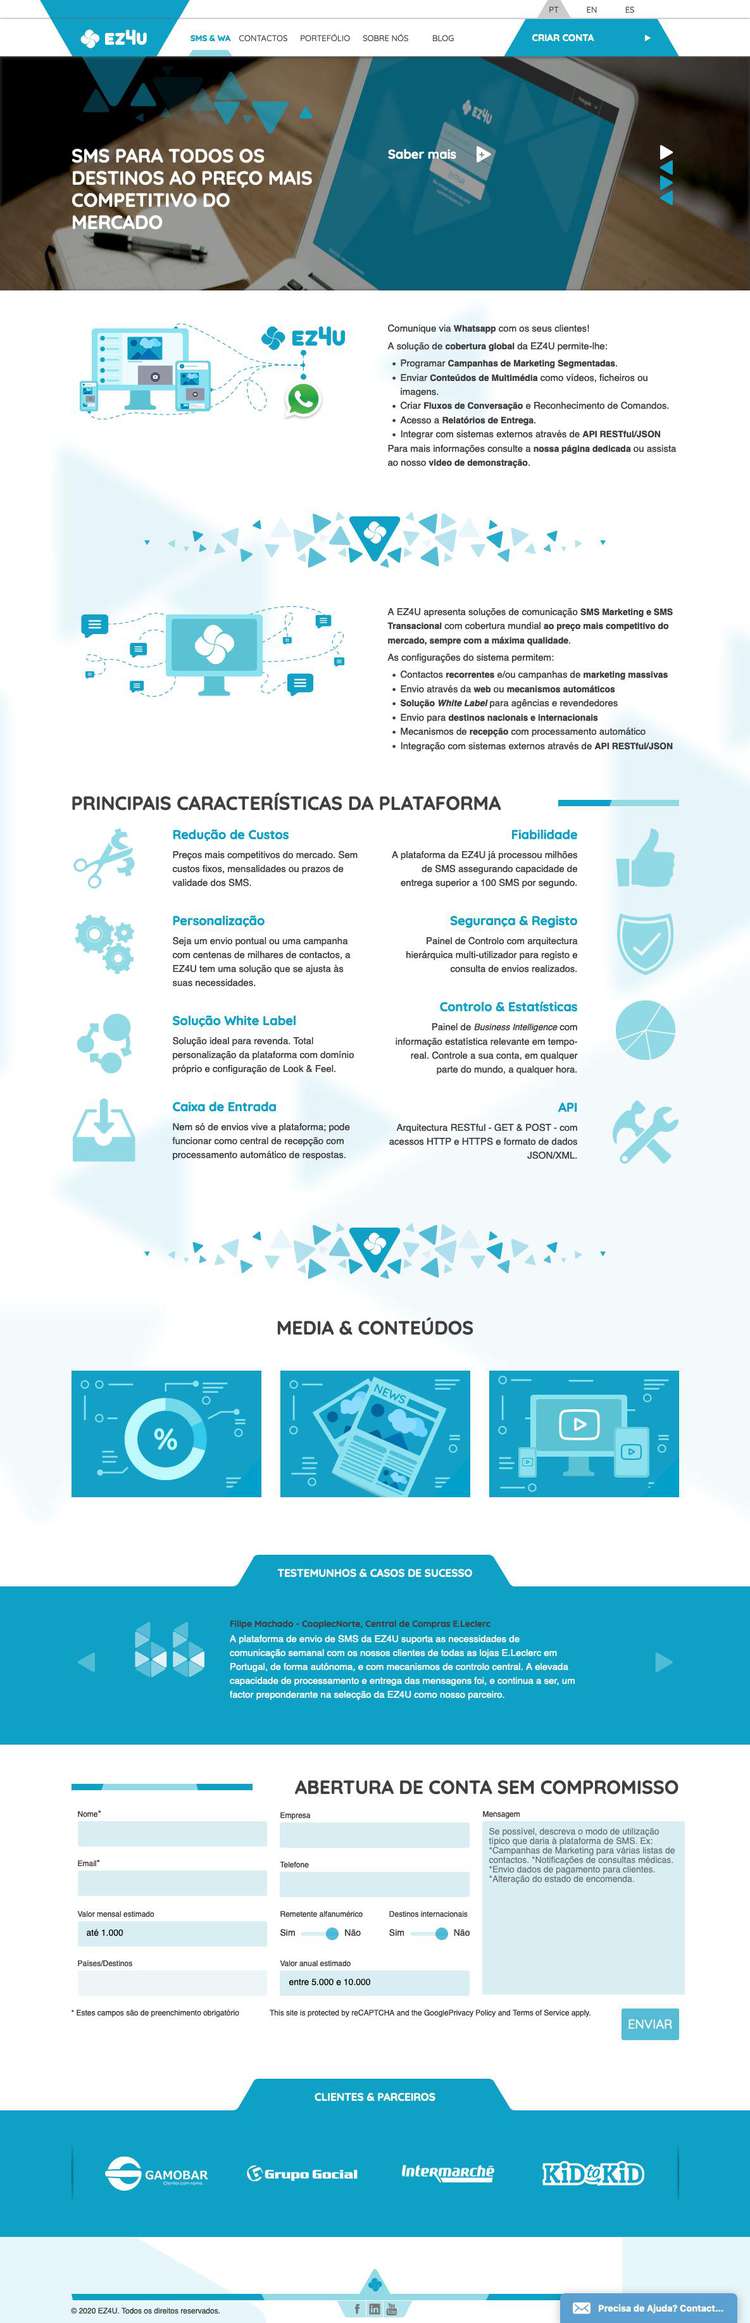 PT EN ES
EZ4U
SMS & WA CONTACTOS PORTEFÓLIO SOBRE NÓS BLOG
CRIAR CONTA
SMS PARA TODOS OS
DESTINOS AO PREÇO MAIS
COMPETITIVO DO
MERCADO
Saber mais
EZ4U
EZ4U
Comunique via Whatsapp com os seus clientes!
A solução de cobertura global da EZ4U permite-lhe:
• Programar Campanhas de Marketing Segmentadas.
• Enviar Conteúdos de Multimédia como vídeos, ficheiros ou
imagens.
• Criar Fluxos de Conversação e Reconhecimento de Comandos.
• Acesso a Relatórios de Entrega.
• Integrar com sistemas externos através de API RESTful/JSON
Para mais informações consulte a nossa página dedicada ou assista
ao nosso video de demonstração.
A EZ4U apresenta soluções de comunicação SMS Marketing e SMS
Transacional com cobertura mundial ao preço mais competitivo do
mercado, sempre com a máxima qualidade.
As configurações do sistema permitem:
• Contactos recorrentes e/ou campanhas de marketing massivas
• Envio através da web ou mecanismos automáticos
• Solução White Label para agências e revendedores
• Envio para destinos nacionais e internacionais
• Mecanismos de recepção com processamento automático
• Integração com sistemas externos através de API RESTful/JSON
PRINCIPAIS CARACTERÍSTICAS DA PLATAFORMA
Redução de Custos
Preços mais competitivos do mercado. Sem
custos fixos, mensalidades ou prazos de
validade dos SMS.
Fiabilidade
A plataforma da EZ4U já processou milhões
de SMS assegurando capacidade de
entrega superior a 100 SMS por segundo.
Personalização
Seja um envio pontual ou uma campanha
com centenas de milhares de contactos, a
EZ4U tem uma solução que se ajusta às
suas necessidades.
Segurança & Registo
Painel de Controlo com arquitectura
hierárquica multi-utilizador para registo e
consulta de envios realizados.
Solução White Label
Solução ideal para revenda. Total
personalização da plataforma com domínio
próprio e configuração de Look & Feel.
Controlo & Estatísticas
Painel de Business Intelligence com
informação estatística relevante em tempo-
real. Controle a sua conta, em qualquer
parte do mundo, a qualquer hora.
Caixa de Entrada
Nem só de envios vive a plataforma; pode
funcionar como central de recepção com
processamento automático de respostas.
API
Arquitectura RESTful - GET & POST - com
acessos HTTP e HTTPS e formato de dados
JSON/XML.
MEDIA & CONTEÚDOS
%
NEWS
TESTEMUNHOS & CASOS DE SUCESSO
Filipe Machado - CooplecNorte, Central de Compras E.Leclerc
A plataforma de envio de SMS da EZ4U suporta as necessidades de
comunicação semanal com os nossos clientes de todas as lojas E.Leclerc em
Portugal, de forma autónoma, e com mecanismos de controlo central. A elevada
capacidade de processamento e entrega das mensagens foi, e continua a ser, um
factor preponderante na selecção da EZ4U como nosso parceiro.
ABERTURA DE CONTA SEM COMPROMISSO
Nome*
Empresa
Mensagem
Se possível, descreva o modo de utilização
típico que daria à plataforma de SMS. Ex:
*Campanhas de Marketing para várias listas de
contactos. *Notificações de consultas médicas.
*Envio dados de pagamento para clientes.
*Alteração do estado de encomenda.
Email*
Telefone
Valor mensal estimado
até 1.000
Remetente alfanumérico
Sim Não
Destinos internacionais
Sim Não
Países/Destinos
Valor anual estimado
entre 5.000 e 10.000
* Estes campos são de preenchimento obrigatório
This site is protected by reCAPTCHA and the GooglePrivacy Policy and Terms of Service apply.
ENVIAR
CLIENTES & PARCEIROS
GAMOBAR
Clientes com nome.
Grupo Gocial
Intermarché
KiD to KiD
© 2020 EZ4U. Todos os direitos reservados.
f in You
Precisa de Ajuda? Contact...